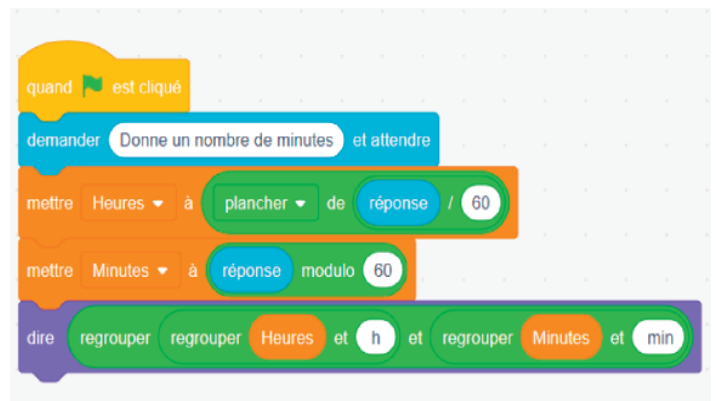 quand est cliqué
demander Donne un nombre de minutes et attendre
mettre Heures à plancher de réponse / 60
mettre Minutes à réponse modulo 60
dire regrouper regrouper Heures et h et regrouper Minutes et min